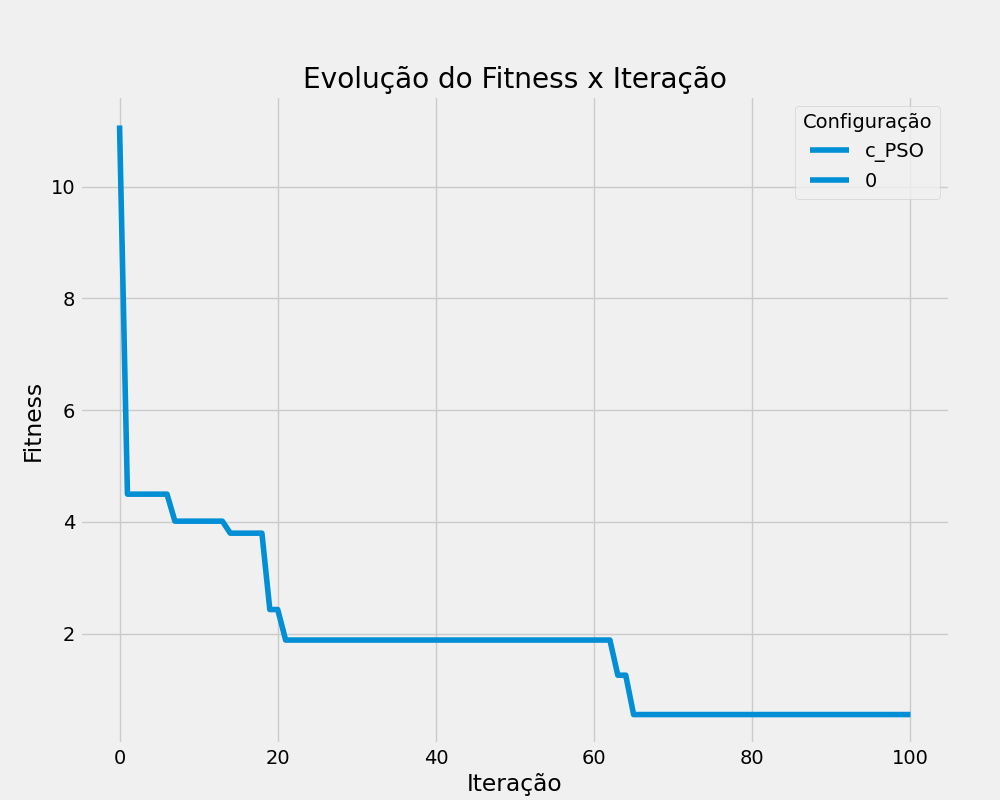 Evolução do Fitness x Iteração
Configuração
c_PSO
0
10
8
6
4
2
Fitness
0 20 40 60 80 100
Iteração